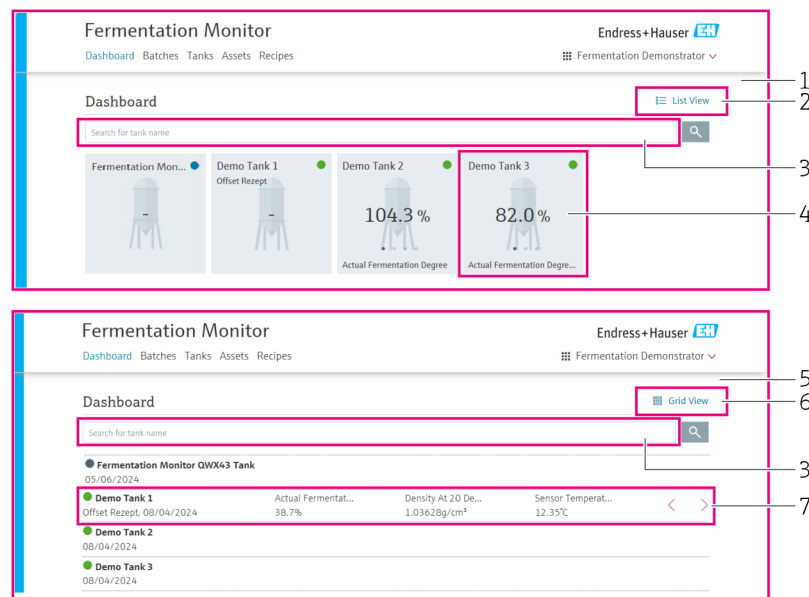 Fermentation Monitor
Endress+Hauser EH
Dashboard Batches Tanks Assets Recipes
Fermentation Demonstrator
1
Dashboard
List View
2
Search for tank name
3
Fermentation Mon...
-
Demo Tank 1
Offset Rezept
-
Demo Tank 2
104.3 %
Actual Fermentation Degree
Demo Tank 3
82.0 %
Actual Fermentation Degre...
4
Fermentation Monitor
Endress+Hauser EH
Dashboard Batches Tanks Assets Recipes
Fermentation Demonstrator
5
Dashboard
Grid View
6
Search for tank name
3
Fermentation Monitor QWX43 Tank
05/06/2024
Demo Tank 1 Actual Fermentat... Density At 20 De... Sensor Temperat...
Offset Rezept, 08/04/2024 38.7% 1.03628g/cm³ 12.35°C
7
Demo Tank 2
08/04/2024
Demo Tank 3
08/04/2024